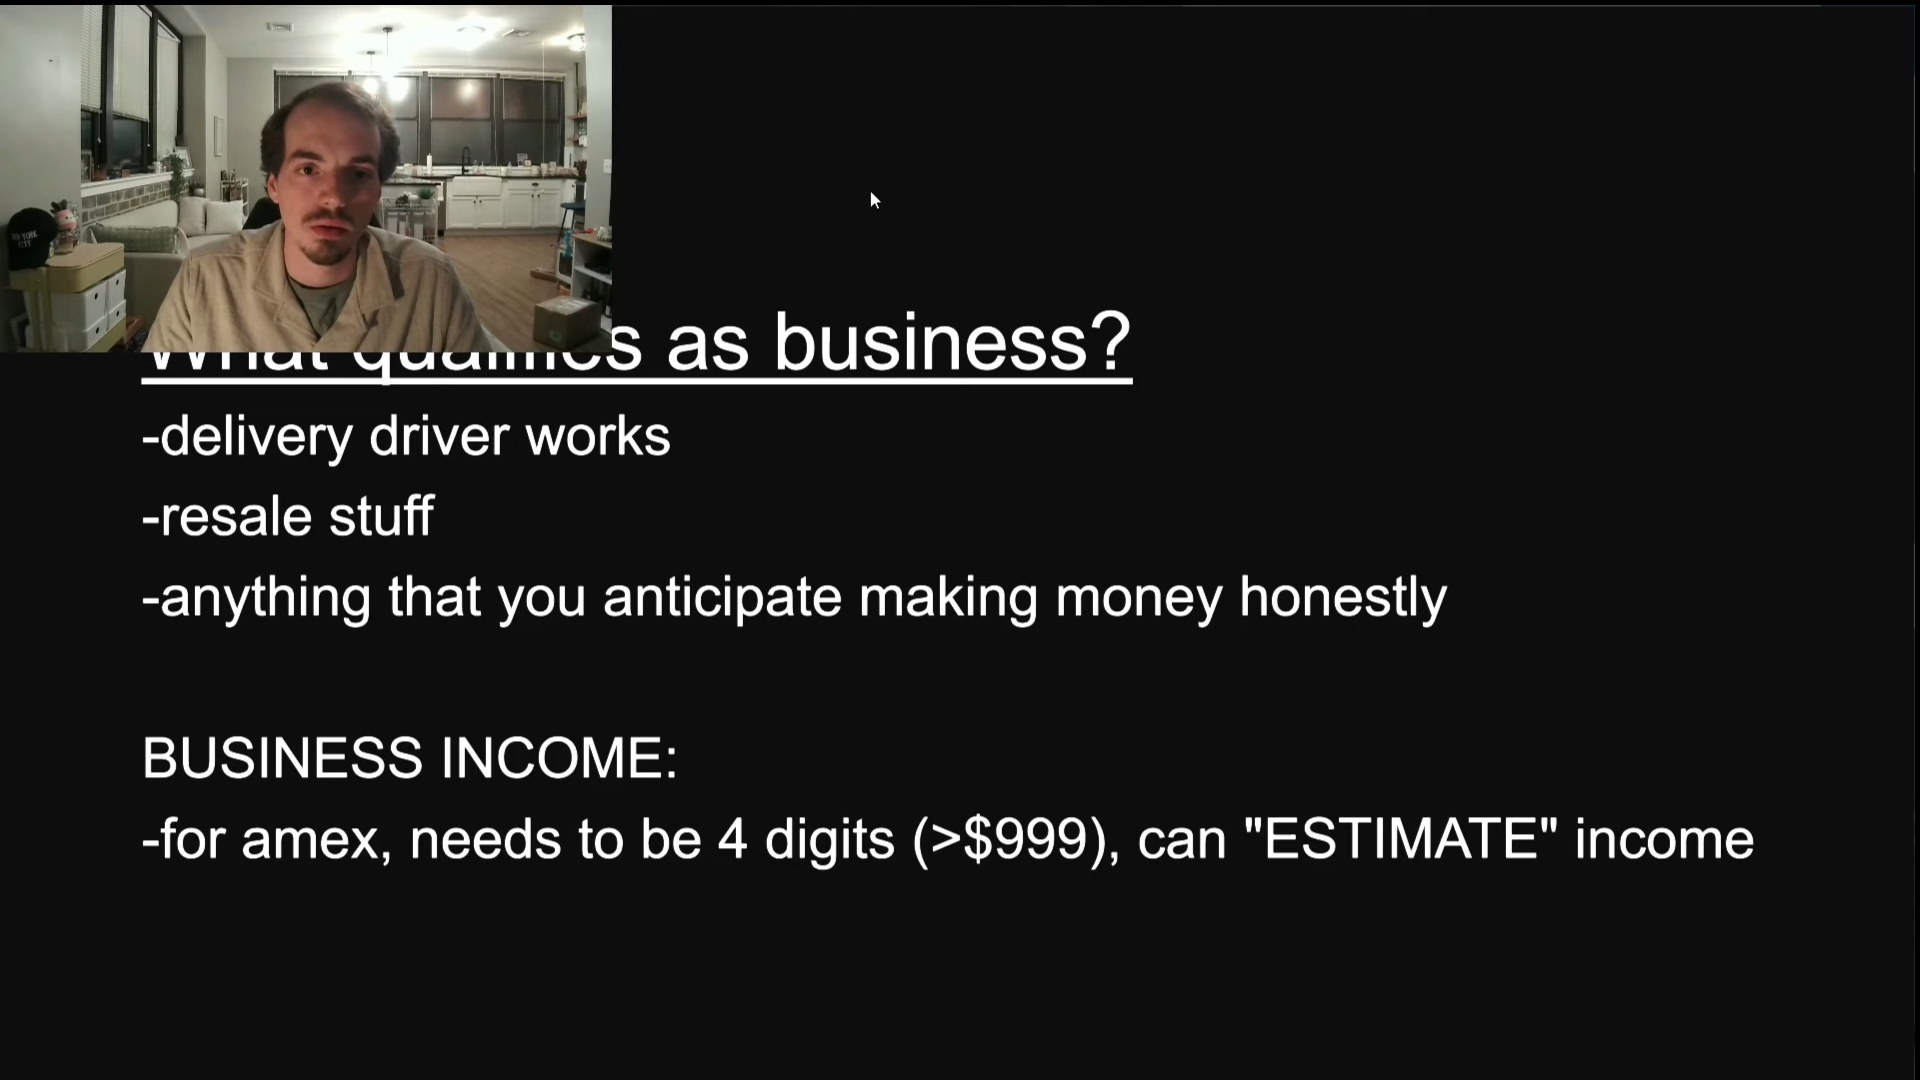 What qualifies as business?
-delivery driver works
-resale stuff
-anything that you anticipate making money honestly
BUSINESS INCOME:
-for amex, needs to be 4 digits (>$999), can "ESTIMATE" income